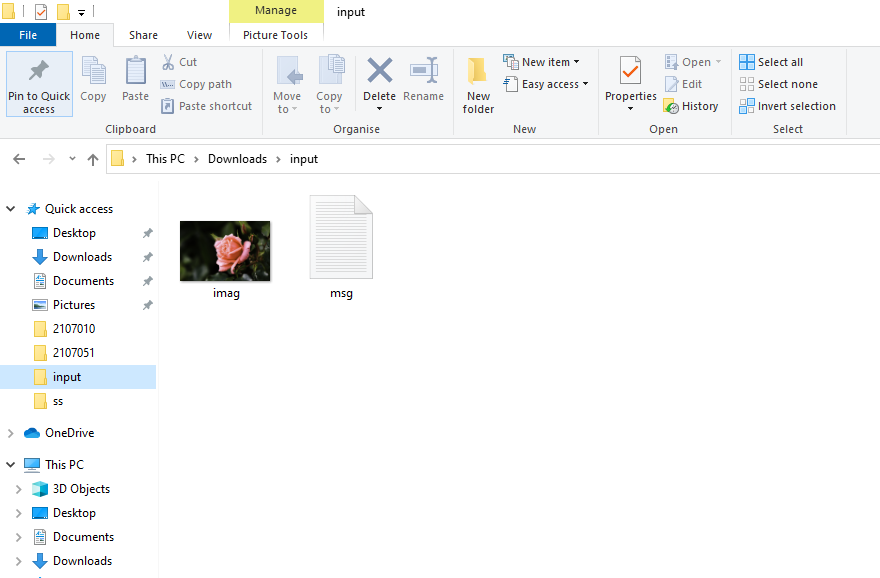 Manage
input
File
Home
Share
View
Picture Tools
Pin to Quick
access
Copy
Paste
Cut
Copy path
Paste shortcut
Clipboard
Move
to
Copy
to
Delete
Rename
Organise
New
folder
New item
Easy access
New
Properties
Open
Edit
History
Open
Select all
Select none
Invert selection
Select
This PC > Downloads > input
Quick access
Desktop
Downloads
Documents
Pictures
2107010
2107051
input
ss
OneDrive
This PC
3D Objects
Desktop
Documents
Downloads
imag
msg